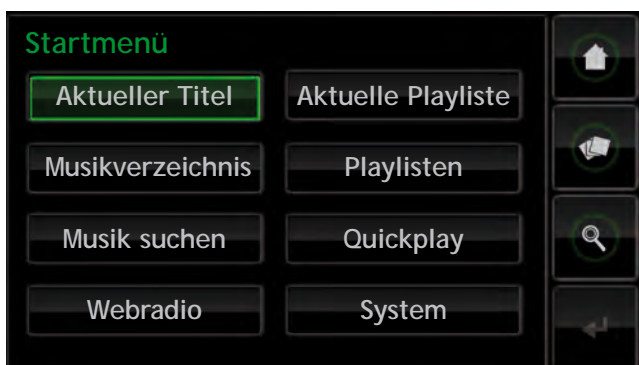 Startmenü
Aktueller Titel
Aktuelle Playliste
Musikverzeichnis
Playlisten
Musik suchen
Quickplay
Webradio
System